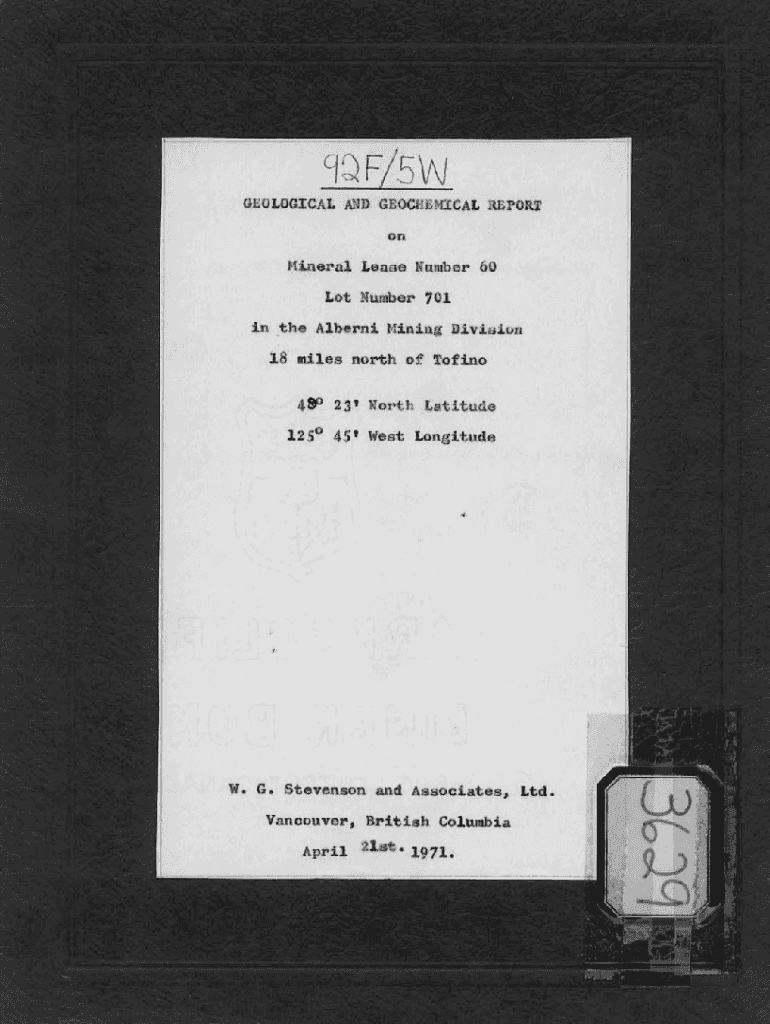 92F/5W
GEOLOGICAL AND GEOCHEMICAL REPORT
on
Mineral Lease Number 60
Lot Number 701
in the Alberni Mining Division
18 miles north of Tofino
49° 23' North Latitude
125° 45' West Longitude
W. G. Stevenson and Associates, Ltd.
Vancouver, British Columbia
April 21st. 1971.
3629